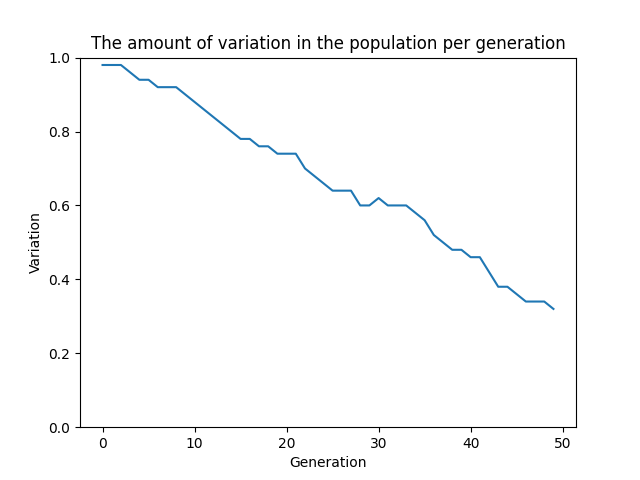 The amount of variation in the population per generation
1.0
0.8
0.6
0.4
0.2
0.0
Variation
0 10 20 30 40 50
Generation